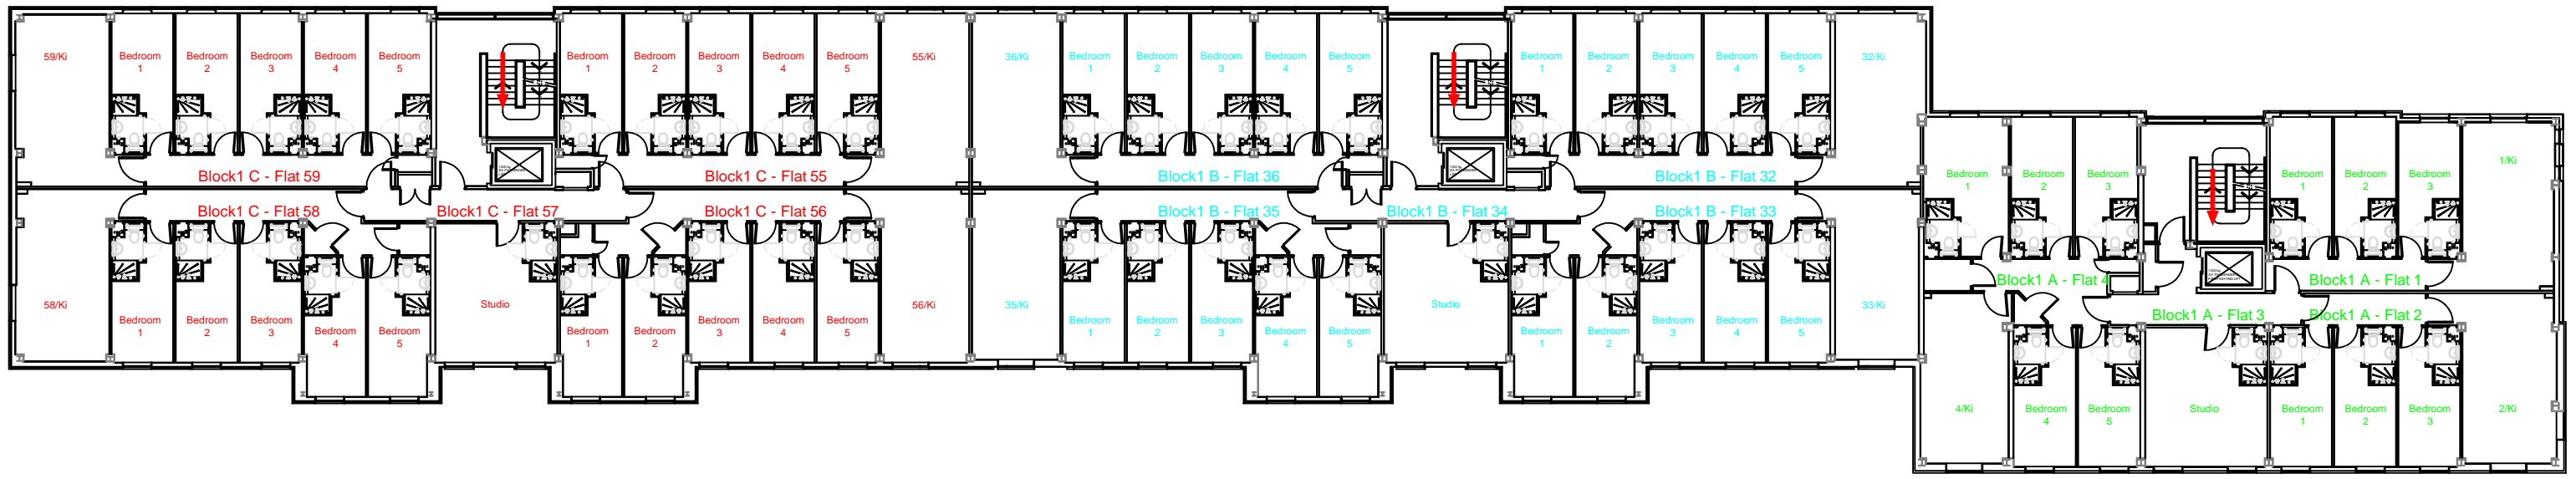 59/Ki
Bedroom
1
Bedroom
2
Bedroom
3
Bedroom
4
Bedroom
5
Bedroom
1
Bedroom
2
Bedroom
3
Bedroom
4
Bedroom
5
55/Ki
36/Ki
Bedroom
1
Bedroom
2
Bedroom
3
Bedroom
4
Bedroom
5
Bedroom
1
Bedroom
2
Bedroom
3
Bedroom
4
Bedroom
5
32/Ki
Block1 C - Flat 59
Block1 C - Flat 55
Block1 B - Flat 36
Block1 B - Flat 32
Bedroom
1
Bedroom
2
Bedroom
3
Bedroom
1
Bedroom
2
Bedroom
3
1/Ki
Block1 C - Flat 58
Block1 C - Flat 57
Block1 C - Flat 56
Block1 B - Flat 35
Block1 B - Flat 34
Block1 B - Flat 33
Block1 A - Flat 4
Block1 A - Flat 1
58/Ki
Bedroom
1
Bedroom
2
Bedroom
3
Bedroom
4
Bedroom
5
Studio
Bedroom
1
Bedroom
2
Bedroom
3
Bedroom
4
Bedroom
5
56/Ki
35/Ki
Bedroom
1
Bedroom
2
Bedroom
3
Bedroom
4
Bedroom
5
Studio
Bedroom
1
Bedroom
2
Bedroom
3
Bedroom
4
Bedroom
5
33/Ki
Block1 A - Flat 3
Block1 A - Flat 2
4/Ki
Bedroom
4
Bedroom
5
Studio
Bedroom
1
Bedroom
2
Bedroom
3
2/Ki